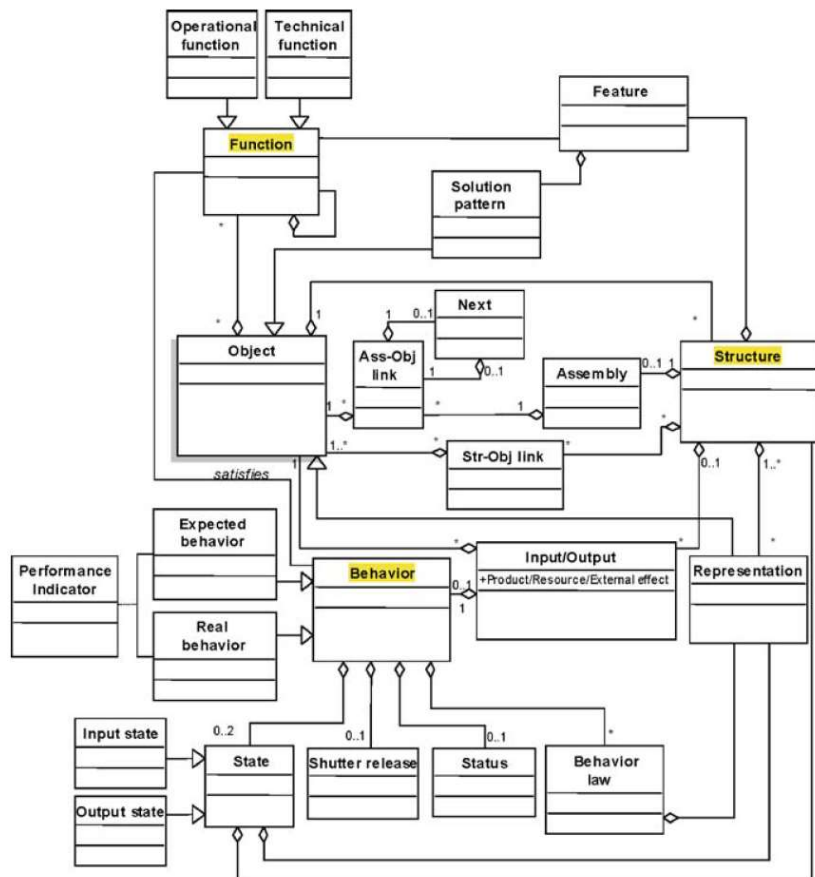 Operational
function
Technical
function
Feature
Function
Solution
pattern
*
*
1
1
0..1
Next
*
Object
Ass-Obj
link
1
0..1
Assembly
0..1
1
Structure
1
*
*
1
*
1..*
*
Str-Obj link
*
satisfies
1
0..1
1..*
Expected
behavior
*
Input/Output
*
*
Performance
Indicator
Behavior
0..1
+Product/Resource/External effect
Representation
1
Real
behavior
0..2
0..1
0..1
*
Input state
State
Shutter release
Status
Behavior
law
Output state